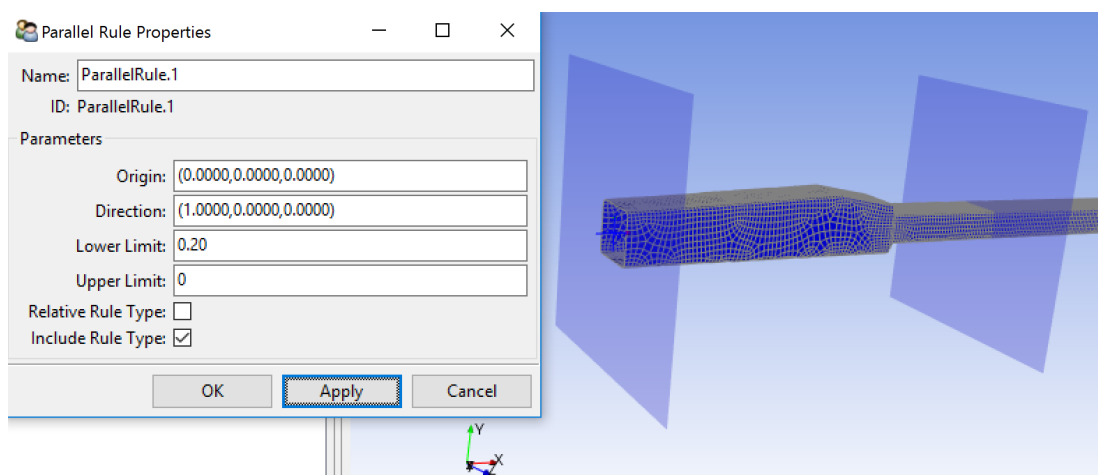 Parallel Rule Properties
Name: ParallelRule.1
ID: ParallelRule.1
Parameters
Origin: (0.0000,0.0000,0.0000)
Direction: (1.0000,0.0000,0.0000)
Lower Limit: 0.20
Upper Limit: 0
Relative Rule Type:
Include Rule Type:
OK Apply Cancel
Y
X
Z